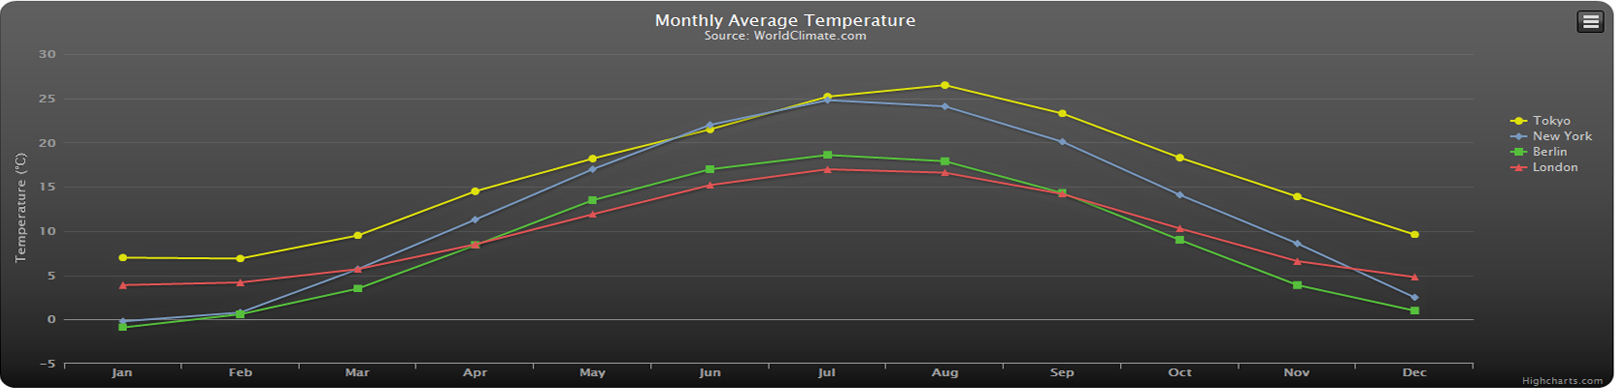 Monthly Average Temperature
Source: WorldClimate.com
Temperature (°C)
30
25
20
15
10
5
0
−5
Jan Feb Mar Apr May Jun Jul Aug Sep Oct Nov Dec
Tokyo
New York
Berlin
London
Highcharts.com